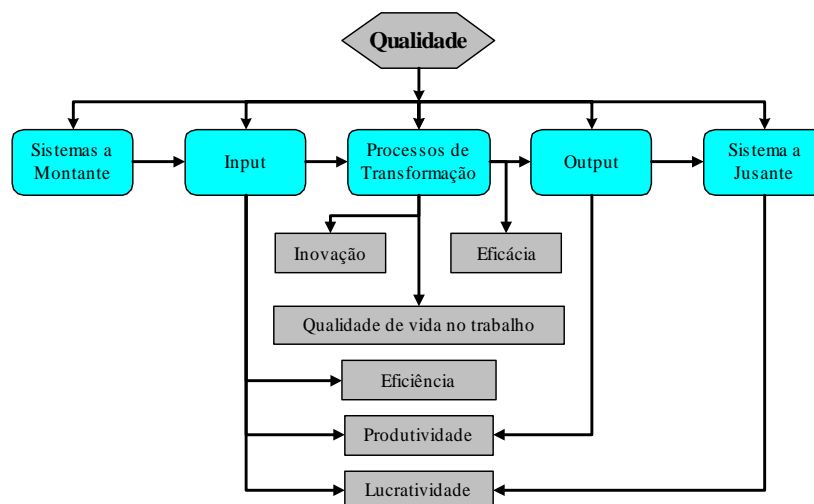 Qualidade
Sistemas a
Montante
Input
Processos de
Transformação
Output
Sistema a
Jusante
Inovação
Eficácia
Qualidade de vida no trabalho
Eficiência
Produtividade
Lucratividade